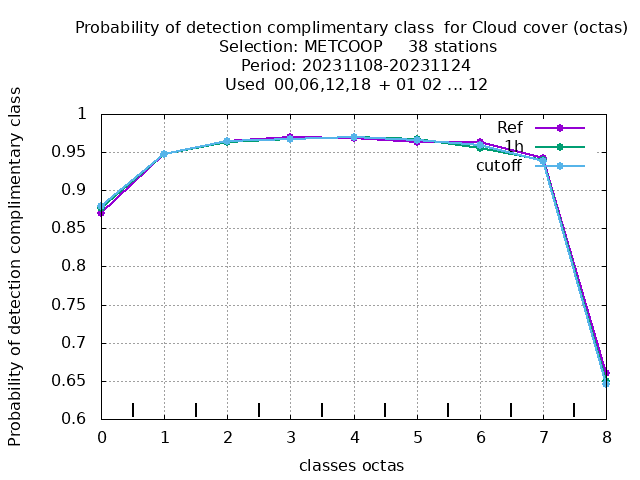 Probability of detection complimentary class  for Cloud cover (octas)
Selection: METCOOP     38 stations
Period: 20231108-20231124
Used  00,06,12,18 + 01 02 ... 12
Probability of detection complimentary class
1
0.95
0.9
0.85
0.8
0.75
0.7
0.65
0.6
Ref
1h
cutoff
0 1 2 3 4 5 6 7 8
classes octas